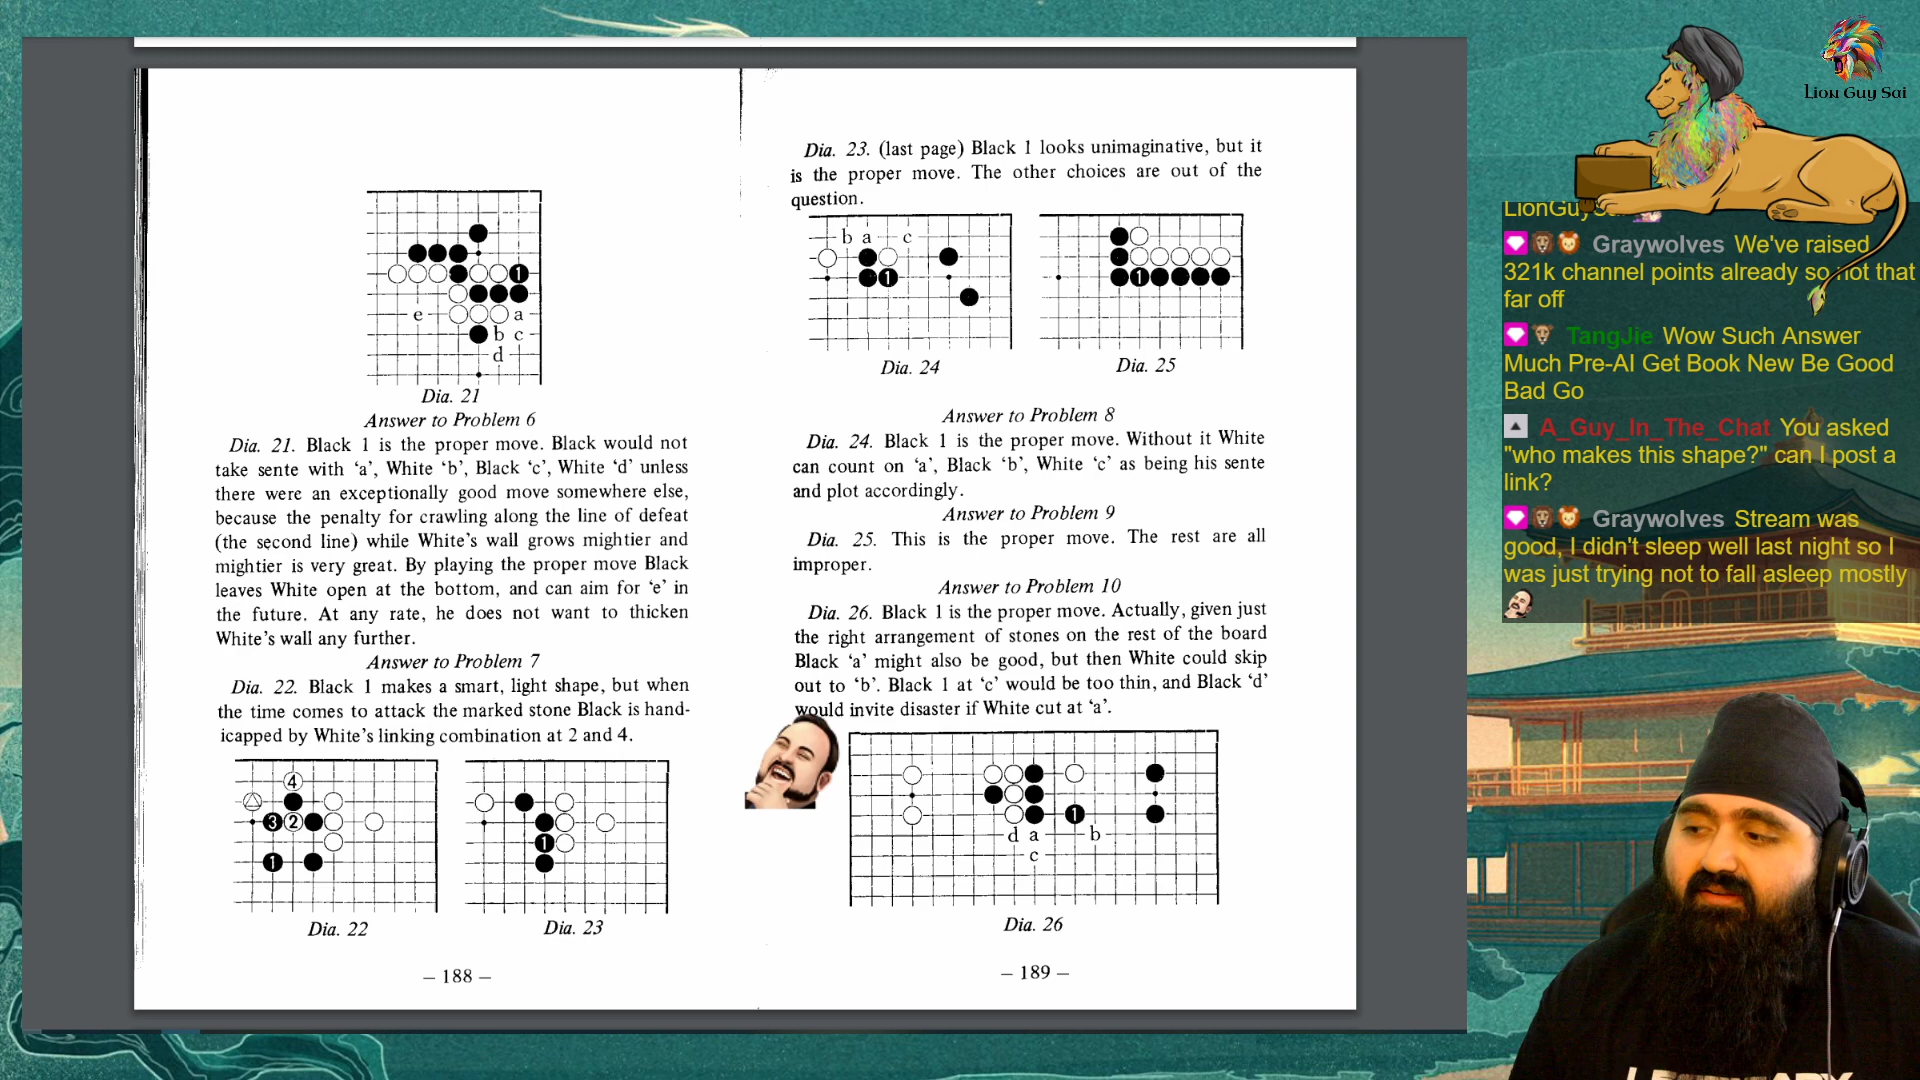 Dia. 21
Answer to Problem 6
Dia. 21. Black 1 is the proper move. Black would not
take sente with ‘a’, White ‘b’, Black ‘c’, White ‘d’ unless
there were an exceptionally good move somewhere else,
because the penalty for crawling along the line of defeat
(the second line) while White’s wall grows mightier and
mightier is very great. By playing the proper move Black
leaves White open at the bottom, and can aim for ‘e’ in
the future. At any rate, he does not want to thicken
White’s wall any further.
Answer to Problem 7
Dia. 22. Black 1 makes a smart, light shape, but when
the time comes to attack the marked stone Black is hand-
icapped by White’s linking combination at 2 and 4.
1
e a
b c
d
4
3 2
1
Dia. 22
1
Dia. 23
– 188 –
Dia. 23. (last page) Black 1 looks unimaginative, but it
is the proper move. The other choices are out of the
question.
b a c
1
Dia. 24
1
Dia. 25
Answer to Problem 8
Dia. 24. Black 1 is the proper move. Without it White
can count on ‘a’, Black ‘b’, White ‘c’ as being his sente
and plot accordingly.
Answer to Problem 9
Dia. 25. This is the proper move. The rest are all
improper.
Answer to Problem 10
Dia. 26. Black 1 is the proper move. Actually, given just
the right arrangement of stones on the rest of the board
Black ‘a’ might also be good, but then White could skip
out to ‘b’. Black 1 at ‘c’ would be too thin, and Black ‘d’
would invite disaster if White cut at ‘a’.
1
d a b
c
Dia. 26
– 189 –
Lion Guy Sai
Graywolves We've raised
321k channel points already so not that
far off
TangJie Wow Such Answer
Much Pre-AI Get Book New Be Good
Bad Go
A_Guy_In_The_Chat You asked
"who makes this shape?" can I post a
link?
Graywolves Stream was
good, I didn't sleep well last night so I
was just trying not to fall asleep mostly